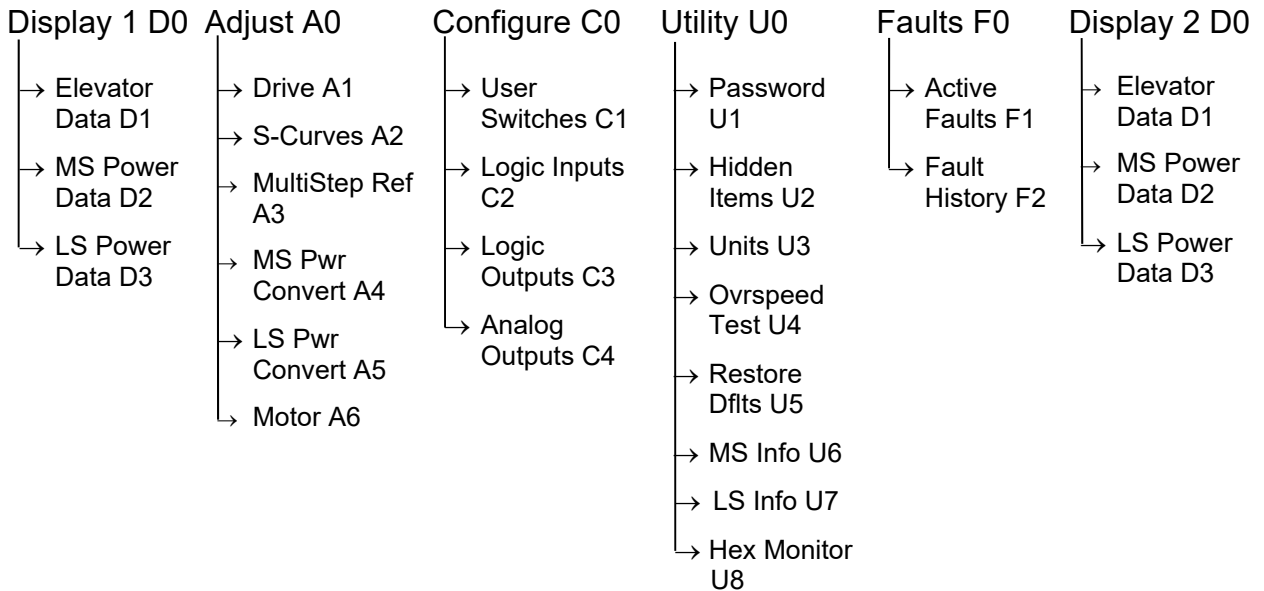 Display 1 D0
Elevator
Data D1
MS Power
Data D2
LS Power
Data D3
Adjust A0
Drive A1
S-Curves A2
MultiStep Ref
A3
MS Pwr
Convert A4
LS Pwr
Convert A5
Motor A6
Configure C0
User
Switches C1
Logic Inputs
C2
Logic
Outputs C3
Analog
Outputs C4
Utility U0
Password
U1
Hidden
Items U2
Units U3
Ovrspeed
Test U4
Restore
Dflts U5
MS Info U6
LS Info U7
Hex Monitor
U8
Faults F0
Active
Faults F1
Fault
History F2
Display 2 D0
Elevator
Data D1
MS Power
Data D2
LS Power
Data D3